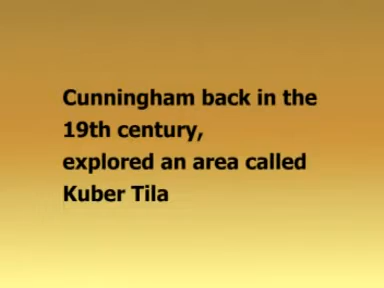 Cunningham back in the
19th century,
explored an area called
Kuber Tila